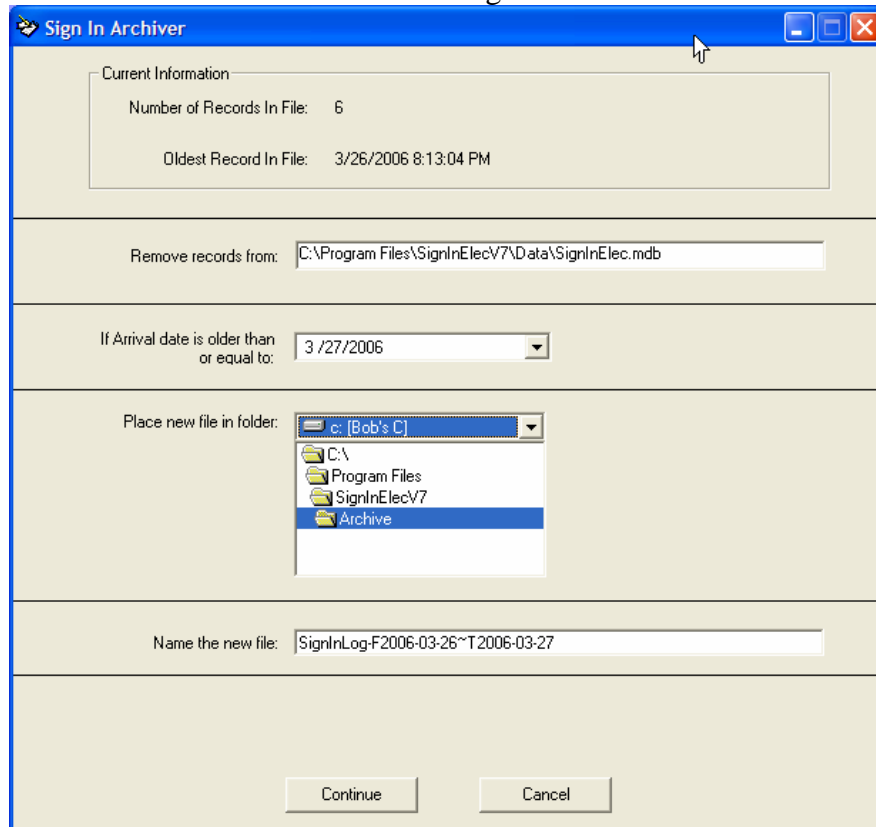 Sign In Archiver
Current Information
Number of Records In File: 6
Oldest Record In File: 3/26/2006 8:13:04 PM
Remove records from: C:\Program Files\SignInElecV7\Data\SignInElec.mdb
If Arrival date is older than
or equal to: 3 /27/2006
Place new file in folder: c: [Bob's C]
C:\
Program Files
SignInElecV7
Archive
Name the new file: SignInLog-F2006-03-26~T2006-03-27
Continue Cancel